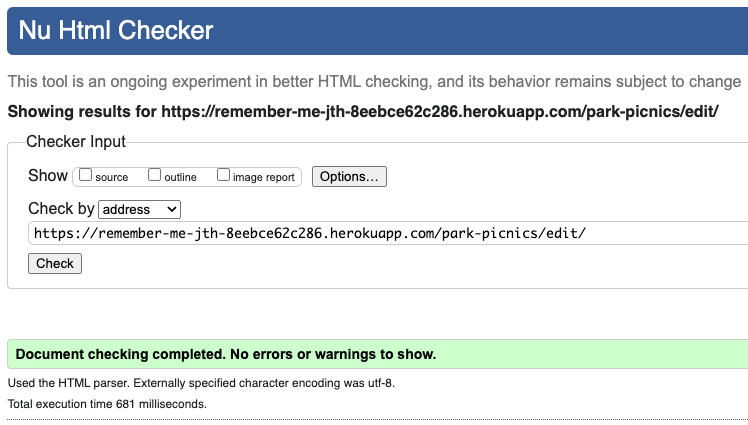 Nu Html Checker
This tool is an ongoing experiment in better HTML checking, and its behavior remains subject to change
Showing results for https://remember-me-jth-8eebce62c286.herokuapp.com/park-picnics/edit/
Checker Input
Show source outline image report Options...
Check by address
https://remember-me-jth-8eebce62c286.herokuapp.com/park-picnics/edit/
Check
Document checking completed. No errors or warnings to show.
Used the HTML parser. Externally specified character encoding was utf-8.
Total execution time 681 milliseconds.